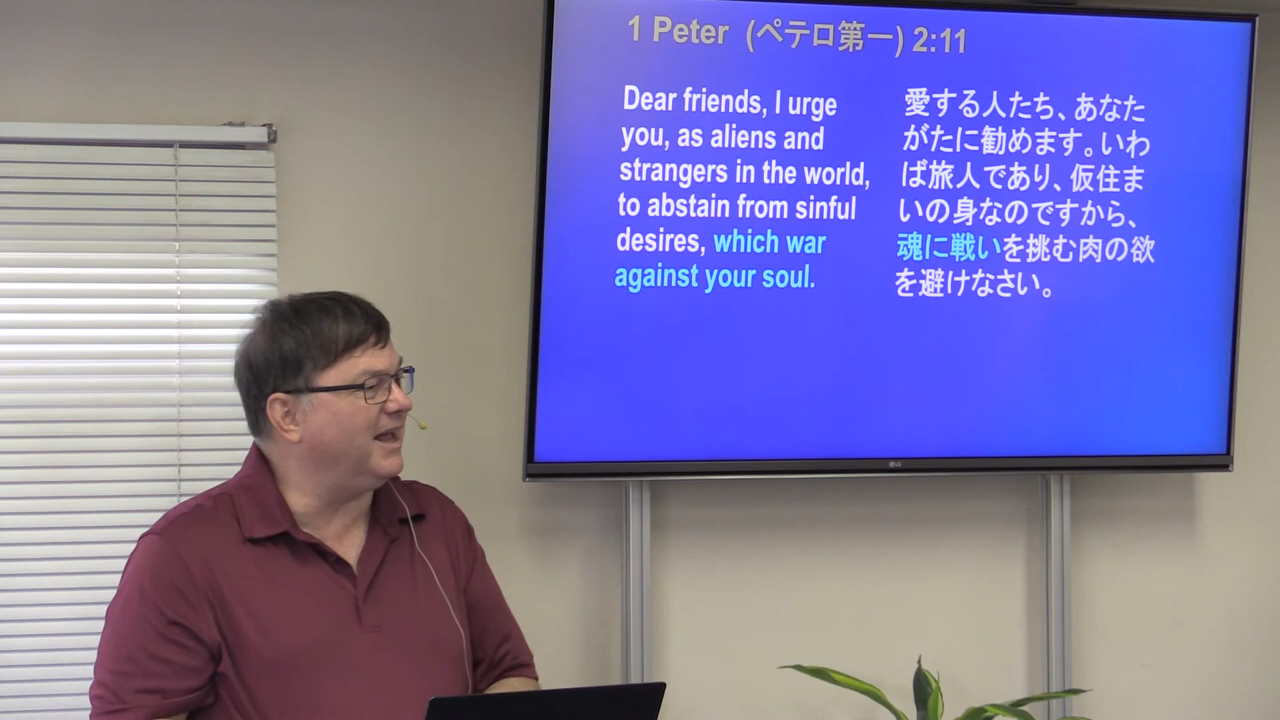 1 Peter (ペテロ第一) 2:11
Dear friends, I urge
you, as aliens and
strangers in the world,
to abstain from sinful
desires, which war
against your soul.
愛する人たち、あなた
がたに勧めます。いわ
ば旅人であり、仮住ま
いの身なのですから、
魂に戦いを挑む肉の欲
を避けなさい。
LG